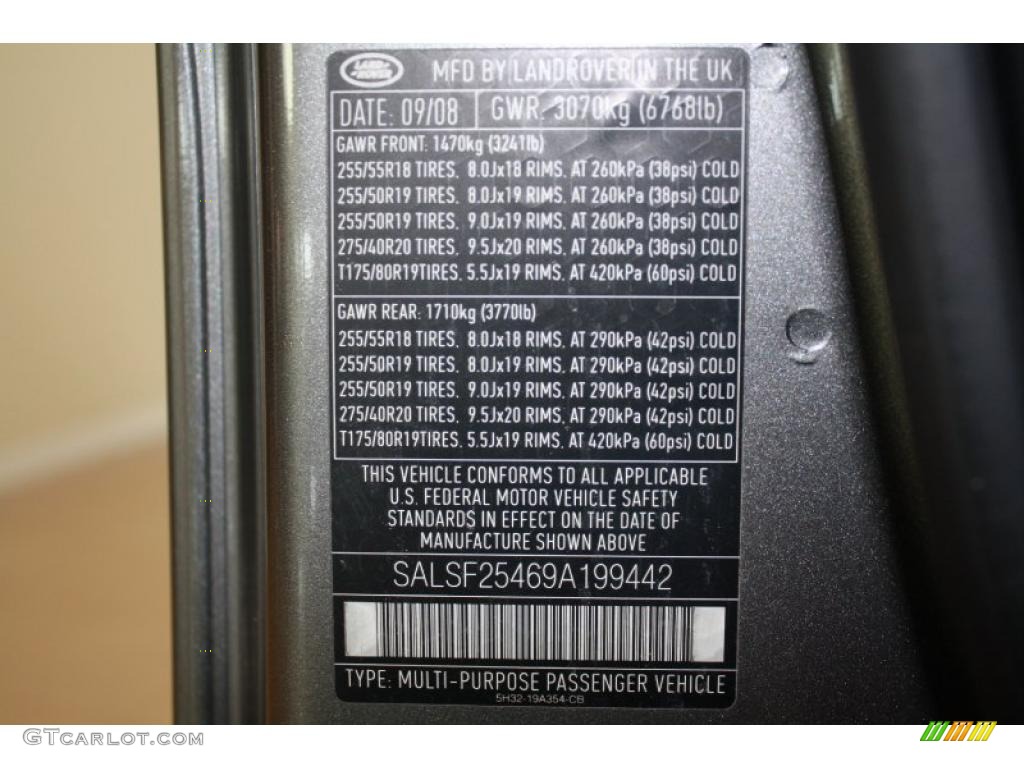 LAND ROVER MFD BY LANDROVER IN THE UK
DATE: 09/08 GWR: 3070kg (6768lb)
GAWR FRONT: 1470kg (3241lb)
255/55R18 TIRES. 8.0Jx18 RIMS. AT 260kPa (38psi) COLD
255/50R19 TIRES. 8.0Jx19 RIMS. AT 260kPa (38psi) COLD
255/50R19 TIRES. 9.0Jx19 RIMS. AT 260kPa (38psi) COLD
275/40R20 TIRES. 9.5Jx20 RIMS. AT 260kPa (38psi) COLD
T175/80R19TIRES. 5.5Jx19 RIMS. AT 420kPa (60psi) COLD
GAWR REAR: 1710kg (3770lb)
255/55R18 TIRES. 8.0Jx18 RIMS. AT 290kPa (42psi) COLD
255/50R19 TIRES. 8.0Jx19 RIMS. AT 290kPa (42psi) COLD
255/50R19 TIRES. 9.0Jx19 RIMS. AT 290kPa (42psi) COLD
275/40R20 TIRES. 9.5Jx20 RIMS. AT 290kPa (42psi) COLD
T175/80R19TIRES. 5.5Jx19 RIMS. AT 420kPa (60psi) COLD
THIS VEHICLE CONFORMS TO ALL APPLICABLE
U.S. FEDERAL MOTOR VEHICLE SAFETY
STANDARDS IN EFFECT ON THE DATE OF
MANUFACTURE SHOWN ABOVE
SALSF25469A199442
TYPE: MULTI-PURPOSE PASSENGER VEHICLE
5H32-19A354-CB
GTcarlot.com